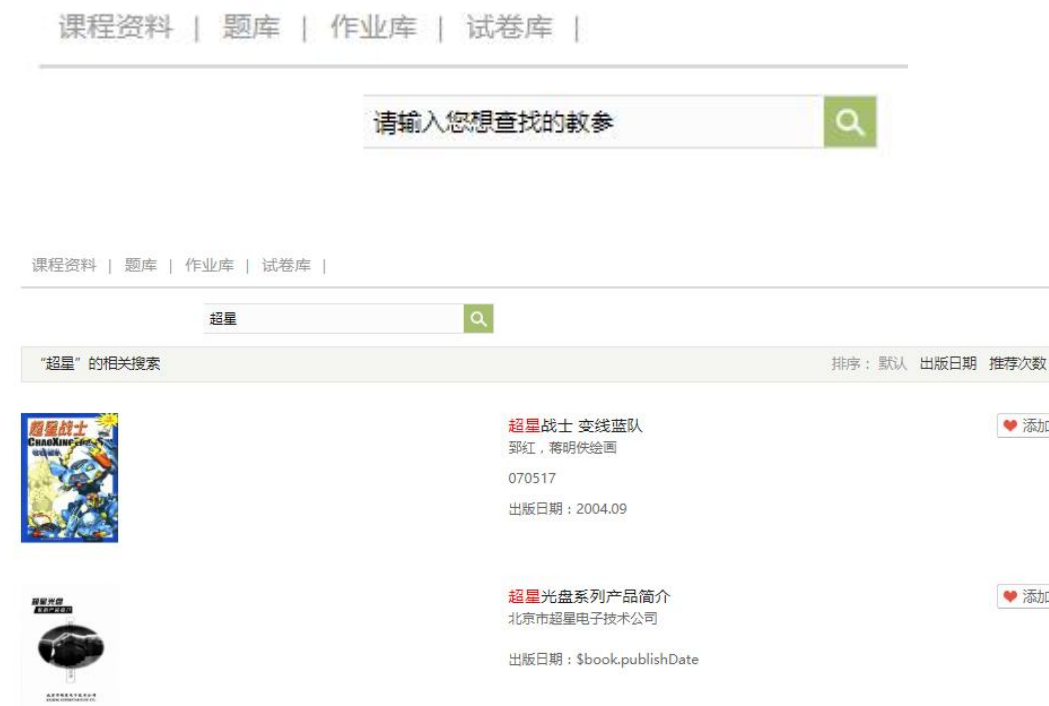 课程资料 | 题库 | 作业库 | 试卷库 |
请输入您想查找的教参
课程资料 | 题库 | 作业库 | 试卷库 |
超星
“超星”的相关搜索 排序： 默认 出版日期 推荐次数
超星战士
超星战士 变线蓝队
郅红，蒋明佚绘画
070517
出版日期：2004.09
添加
超星光盘
超星光盘系列产品简介
北京市超星电子技术公司
出版日期：$book.publishDate
添加